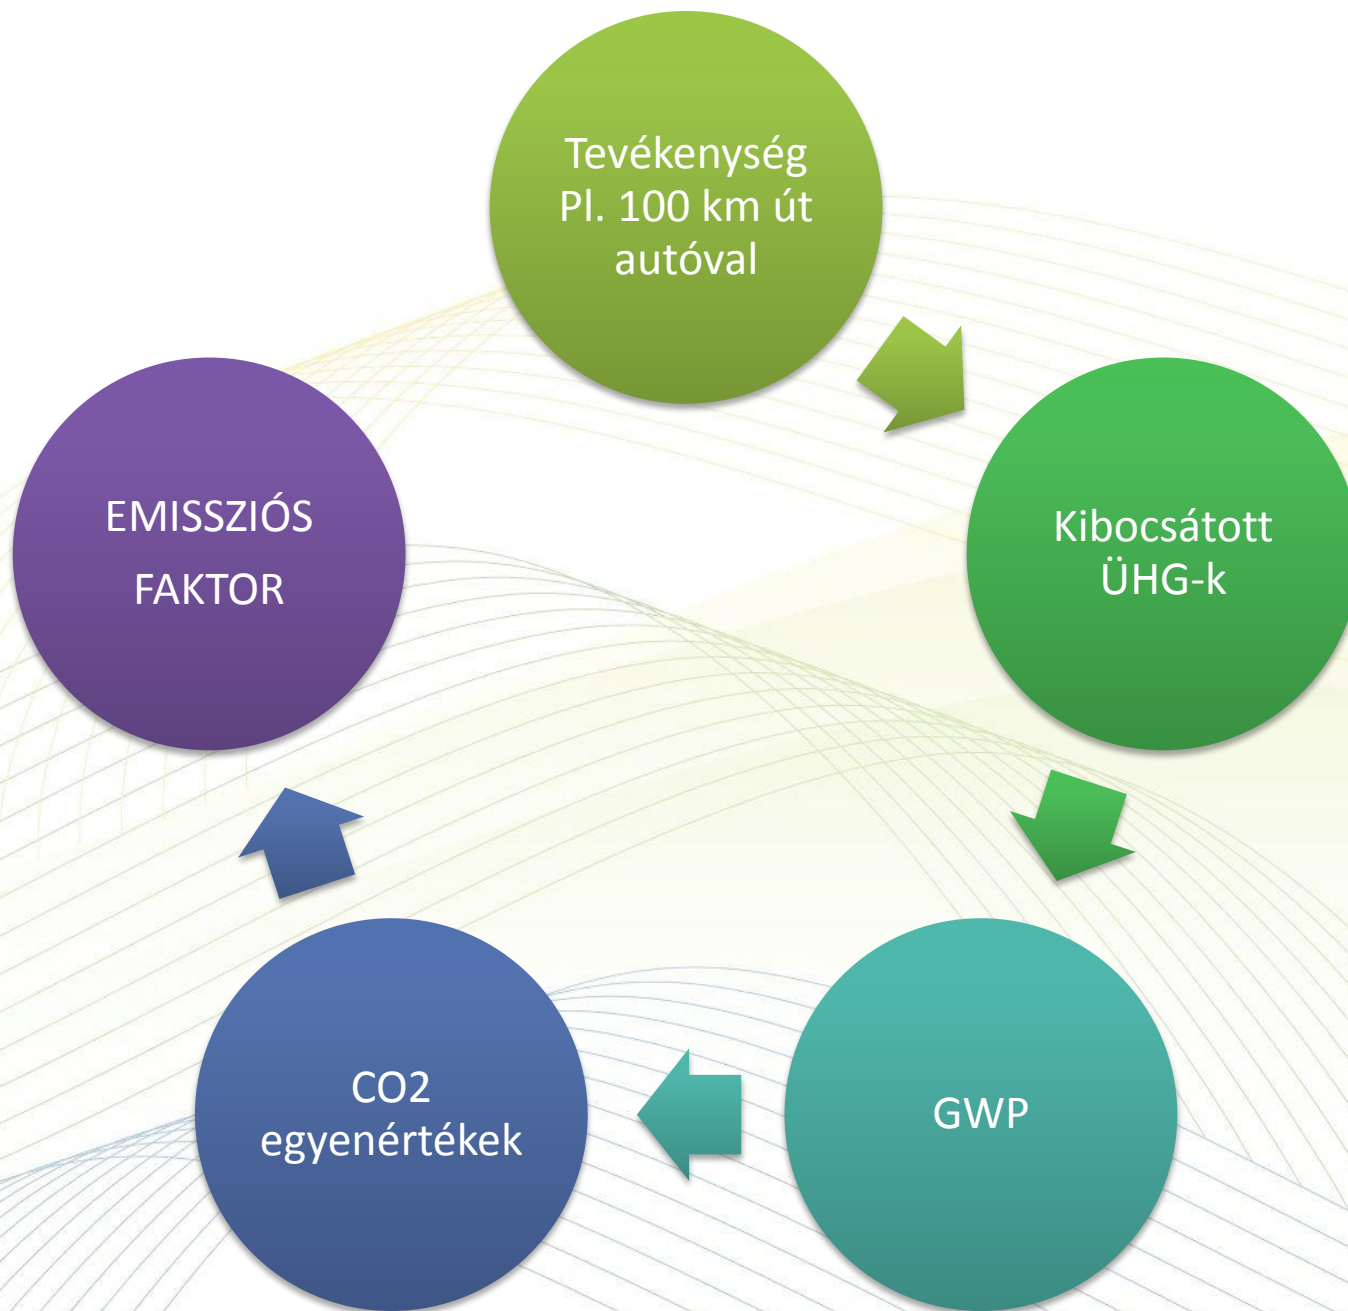 Tevékenység
Pl. 100 km út
autóval
Kibocsátott
ÜHG-k
GWP
CO2
egyenértékek
EMISSZIÓS
FAKTOR